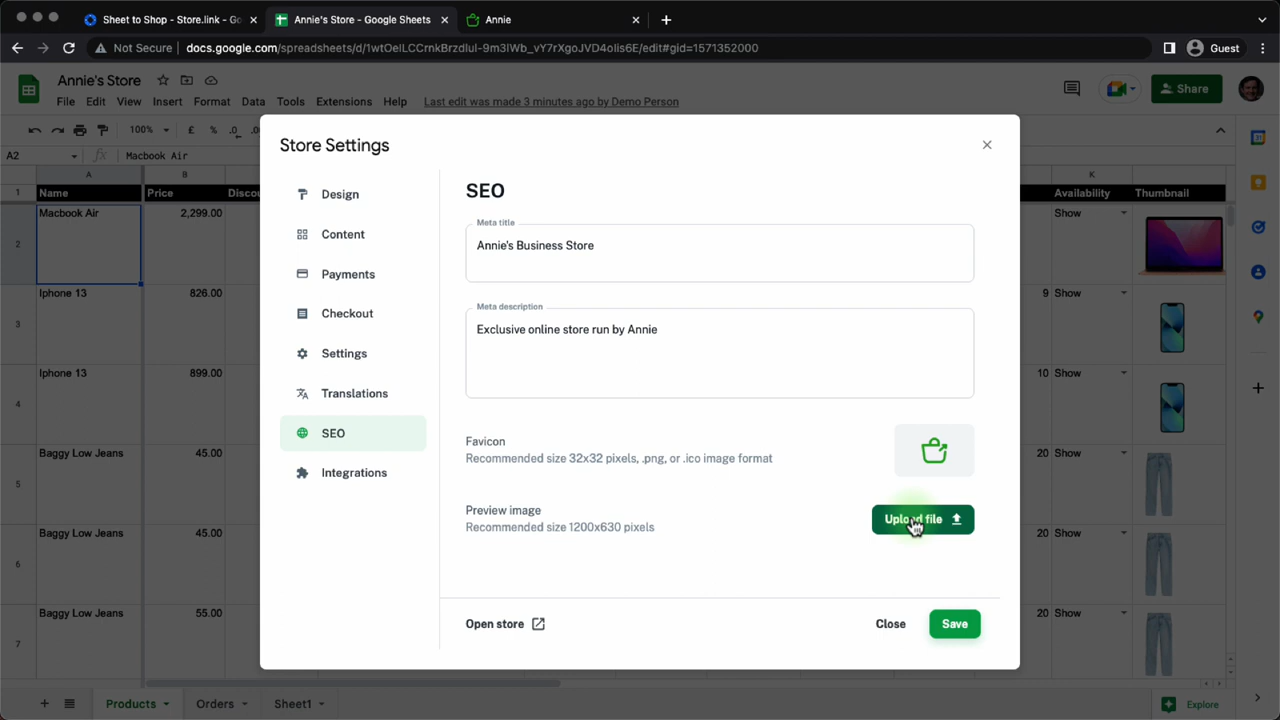 Sheet to Shop - Store.link - Go
Annie's Store - Google Sheets
Annie
Not Secure
docs.google.com/spreadsheets/d/1wtOeILCCrnkBrzdlul-9m3lWb_vY7rXgoJVD4oIis6E/edit#gid=1571352000
Guest
Annie's Store
File Edit View Insert Format Data Tools Extensions Help Last edit was made 3 minutes ago by Demo Person
Share
100% £ % .0
A2 fx Macbook Air
A B K
1 Name Price Discou Availability Thumbnail
2 Macbook Air 2,299.00 Show
3 Iphone 13 826.00 9 Show
4 Iphone 13 899.00 10 Show
5 Baggy Low Jeans 45.00 20 Show
6 Baggy Low Jeans 45.00 20 Show
7 Baggy Low Jeans 55.00 20 Show
Store Settings
Design
Content
Payments
Checkout
Settings
Translations
SEO
Integrations
SEO
Meta title
Annie's Business Store
Meta description
Exclusive online store run by Annie
Favicon
Recommended size 32x32 pixels, .png, or .ico image format
Preview image
Recommended size 1200x630 pixels
Upload file
Open store
Close
Save
Products
Orders
Sheet1
Explore